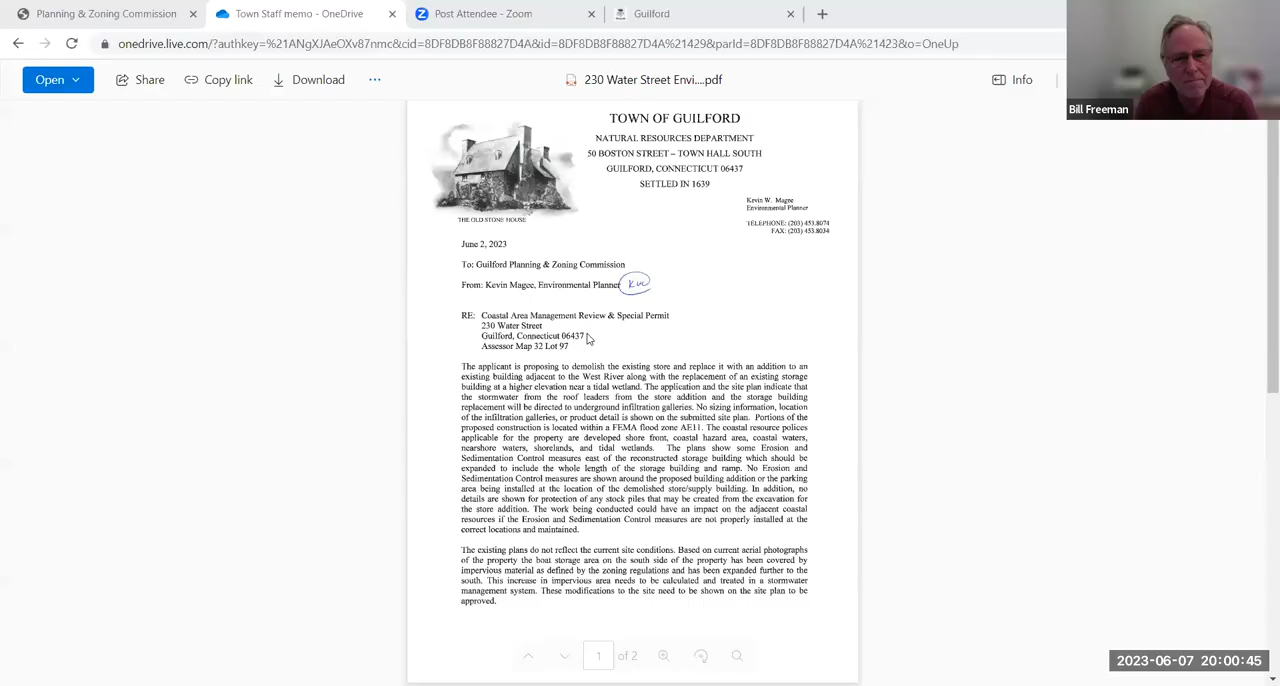 Planning & Zoning Commission
Town Staff memo - OneDrive
Post Attendee - Zoom
Guilford
onedrive.live.com/?authkey=%21ANgXJAeOXv87nmc&cid=8DF8DB8F88827D4A&id=8DF8DB8F88827D4A%21429&parId=8DF8DB8F88827D4A%21423&o=OneUp
Open
Share
Copy link
Download
230 Water Street Envi....pdf
Info
Bill Freeman
TOWN OF GUILFORD
NATURAL RESOURCES DEPARTMENT
50 BOSTON STREET – TOWN HALL SOUTH
GUILFORD, CONNECTICUT 06437
SETTLED IN 1639
Kevin W. Magee
Environmental Planner
THE OLD STONE HOUSE
TELEPHONE: (203) 453.8074
FAX: (203) 453.8034
June 2, 2023
To: Guilford Planning & Zoning Commission
From: Kevin Magee, Environmental Planner
RE: Coastal Area Management Review & Special Permit
230 Water Street
Guilford, Connecticut 06437
Assessor Map 32 Lot 97
The applicant is proposing to demolish the existing store and replace it with an addition to an
existing building adjacent to the West River along with the replacement of an existing storage
building at a higher elevation near a tidal wetland. The application and the site plan indicate that
the stormwater from the roof leaders from the store addition and the storage building
replacement will be directed to underground infiltration galleries. No sizing information, location
of the infiltration galleries, or product detail is shown on the submitted site plan. Portions of the
proposed construction is located within a FEMA flood zone AE11. The coastal resource polices
applicable for the property are developed shore front, coastal hazard area, coastal waters,
nearshore waters, shorelands, and tidal wetlands. The plans show some Erosion and
Sedimentation Control measures east of the reconstructed storage building which should be
expanded to include the whole length of the storage building and ramp. No Erosion and
Sedimentation Control measures are shown around the proposed building addition or the parking
area being installed at the location of the demolished store/supply building. In addition, no
details are shown for protection of any stock piles that may be created from the excavation for
the store addition. The work being conducted could have an impact on the adjacent coastal
resources if the Erosion and Sedimentation Control measures are not properly installed at the
correct locations and maintained.
The existing plans do not reflect the current site conditions. Based on current aerial photographs
of the property the boat storage area on the south side of the property has been covered by
impervious material as defined by the zoning regulations and has been expanded further to the
south. This increase in impervious area needs to be calculated and treated in a stormwater
management system. These modifications to the site need to be shown on the site plan to be
approved.
1 of 2
2023-06-07 20:00:45